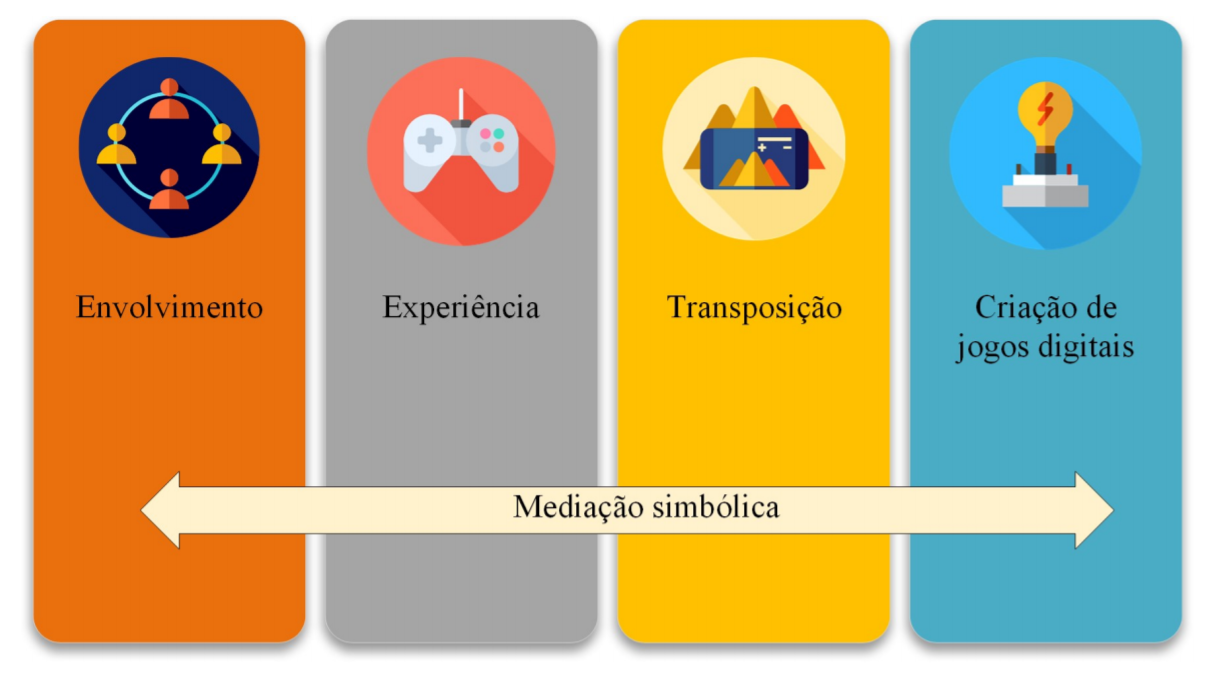 Envolvimento
Experiência
Transposição
Criação de
jogos digitais
Mediação simbólica